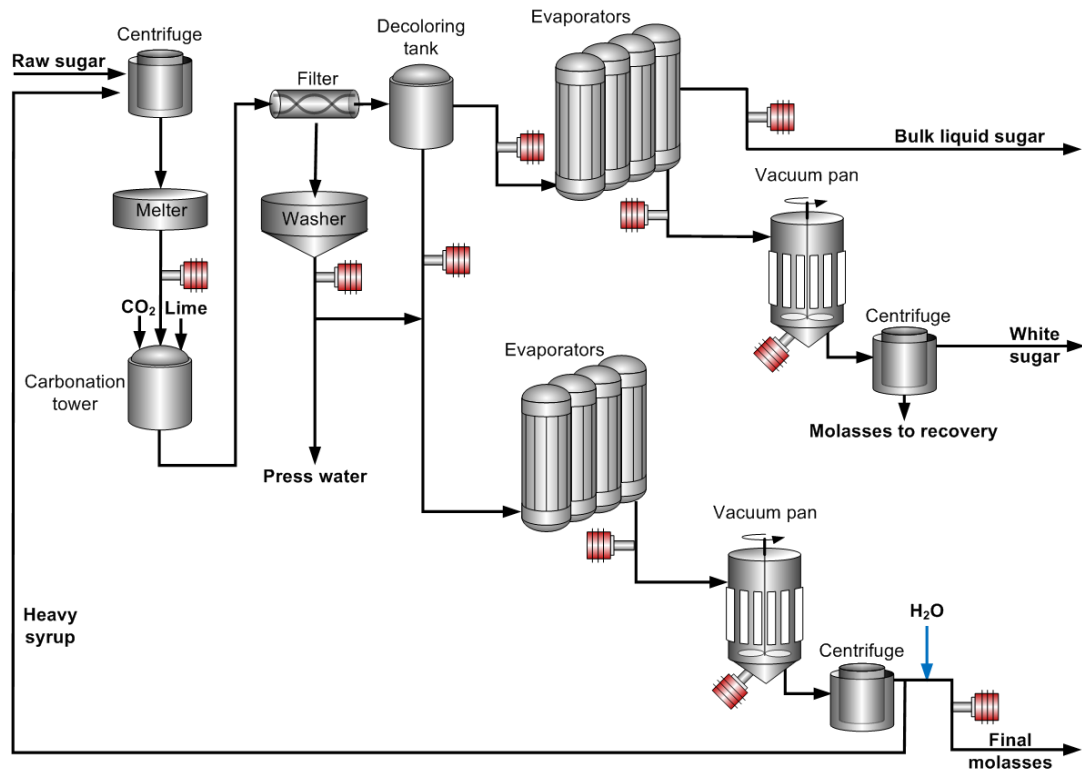 Centrifuge
Raw sugar
Decoloring
tank
Evaporators
Filter
Bulk liquid sugar
Vacuum pan
Melter
Washer
CO₂ Lime
Centrifuge
White
sugar
Evaporators
Carbonation
tower
Molasses to recovery
Press water
Vacuum pan
Heavy
syrup
H₂O
Centrifuge
Final
molasses